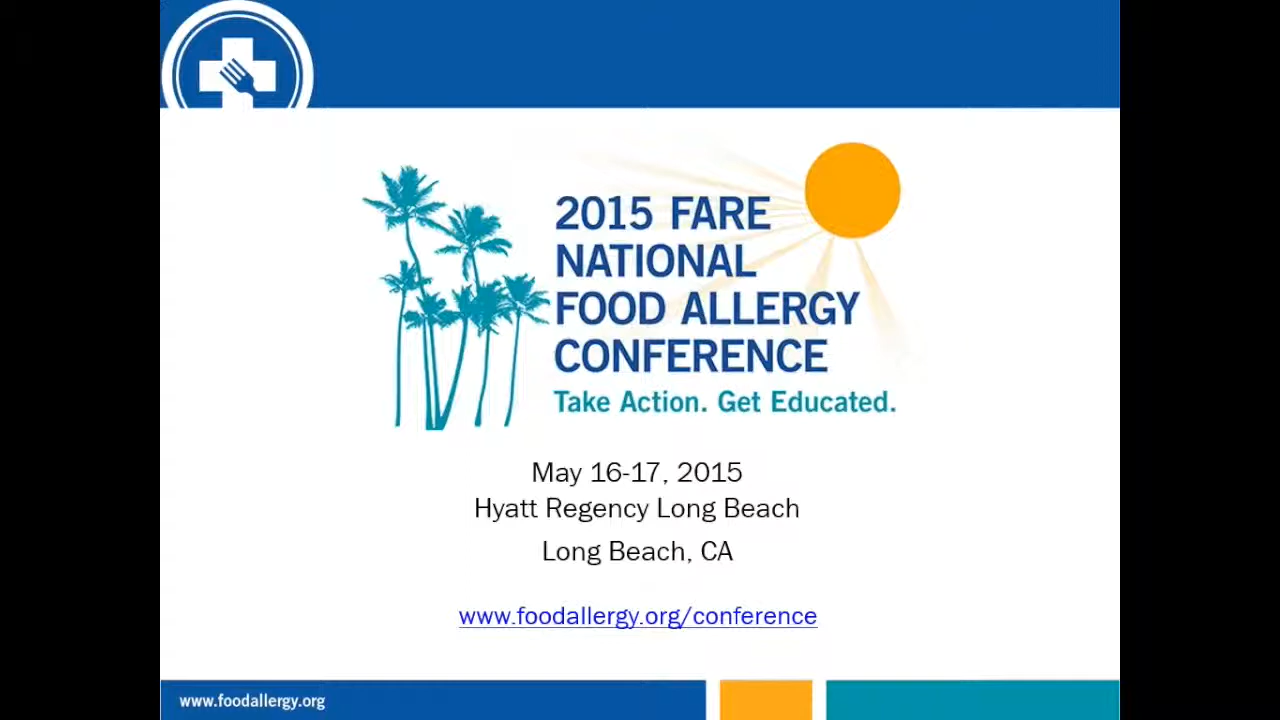 2015 FARE
NATIONAL
FOOD ALLERGY
CONFERENCE
Take Action. Get Educated.
May 16-17, 2015
Hyatt Regency Long Beach
Long Beach, CA
www.foodallergy.org/conference
www.foodallergy.org